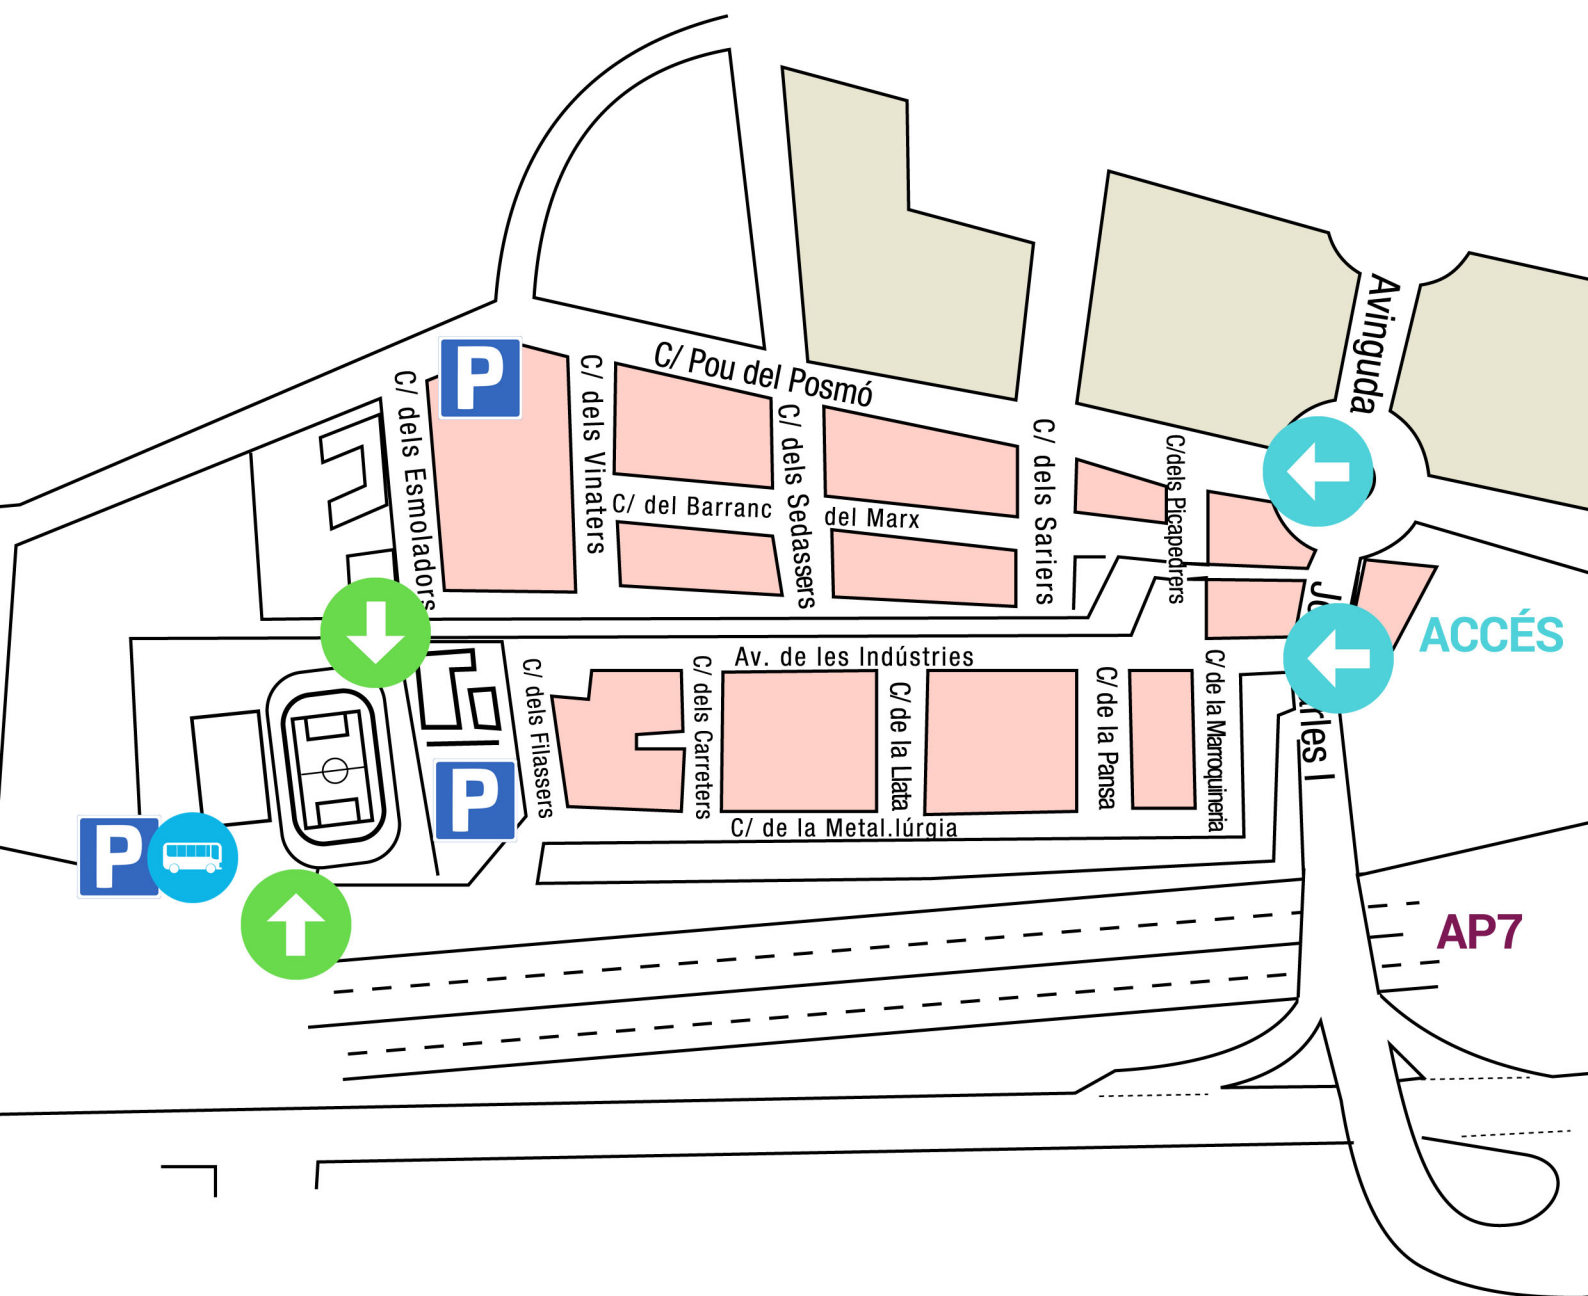 Avinguda
C/ Pou del Posmó
P
C/ dels Esmoladors
C/ dels Vinaters
C/ dels Sedassers
C/ dels Sariers
C/dels Picapedrers
C/ del Barranc del Marx
rles I
ACCÉS
Av. de les Indústries
C/ dels Filassers
C/ dels Carreters
C/ de la Llata
C/ de la Pansa
C/ de la Marroquineria
P
C/ de la Metal.lúrgia
P
AP7